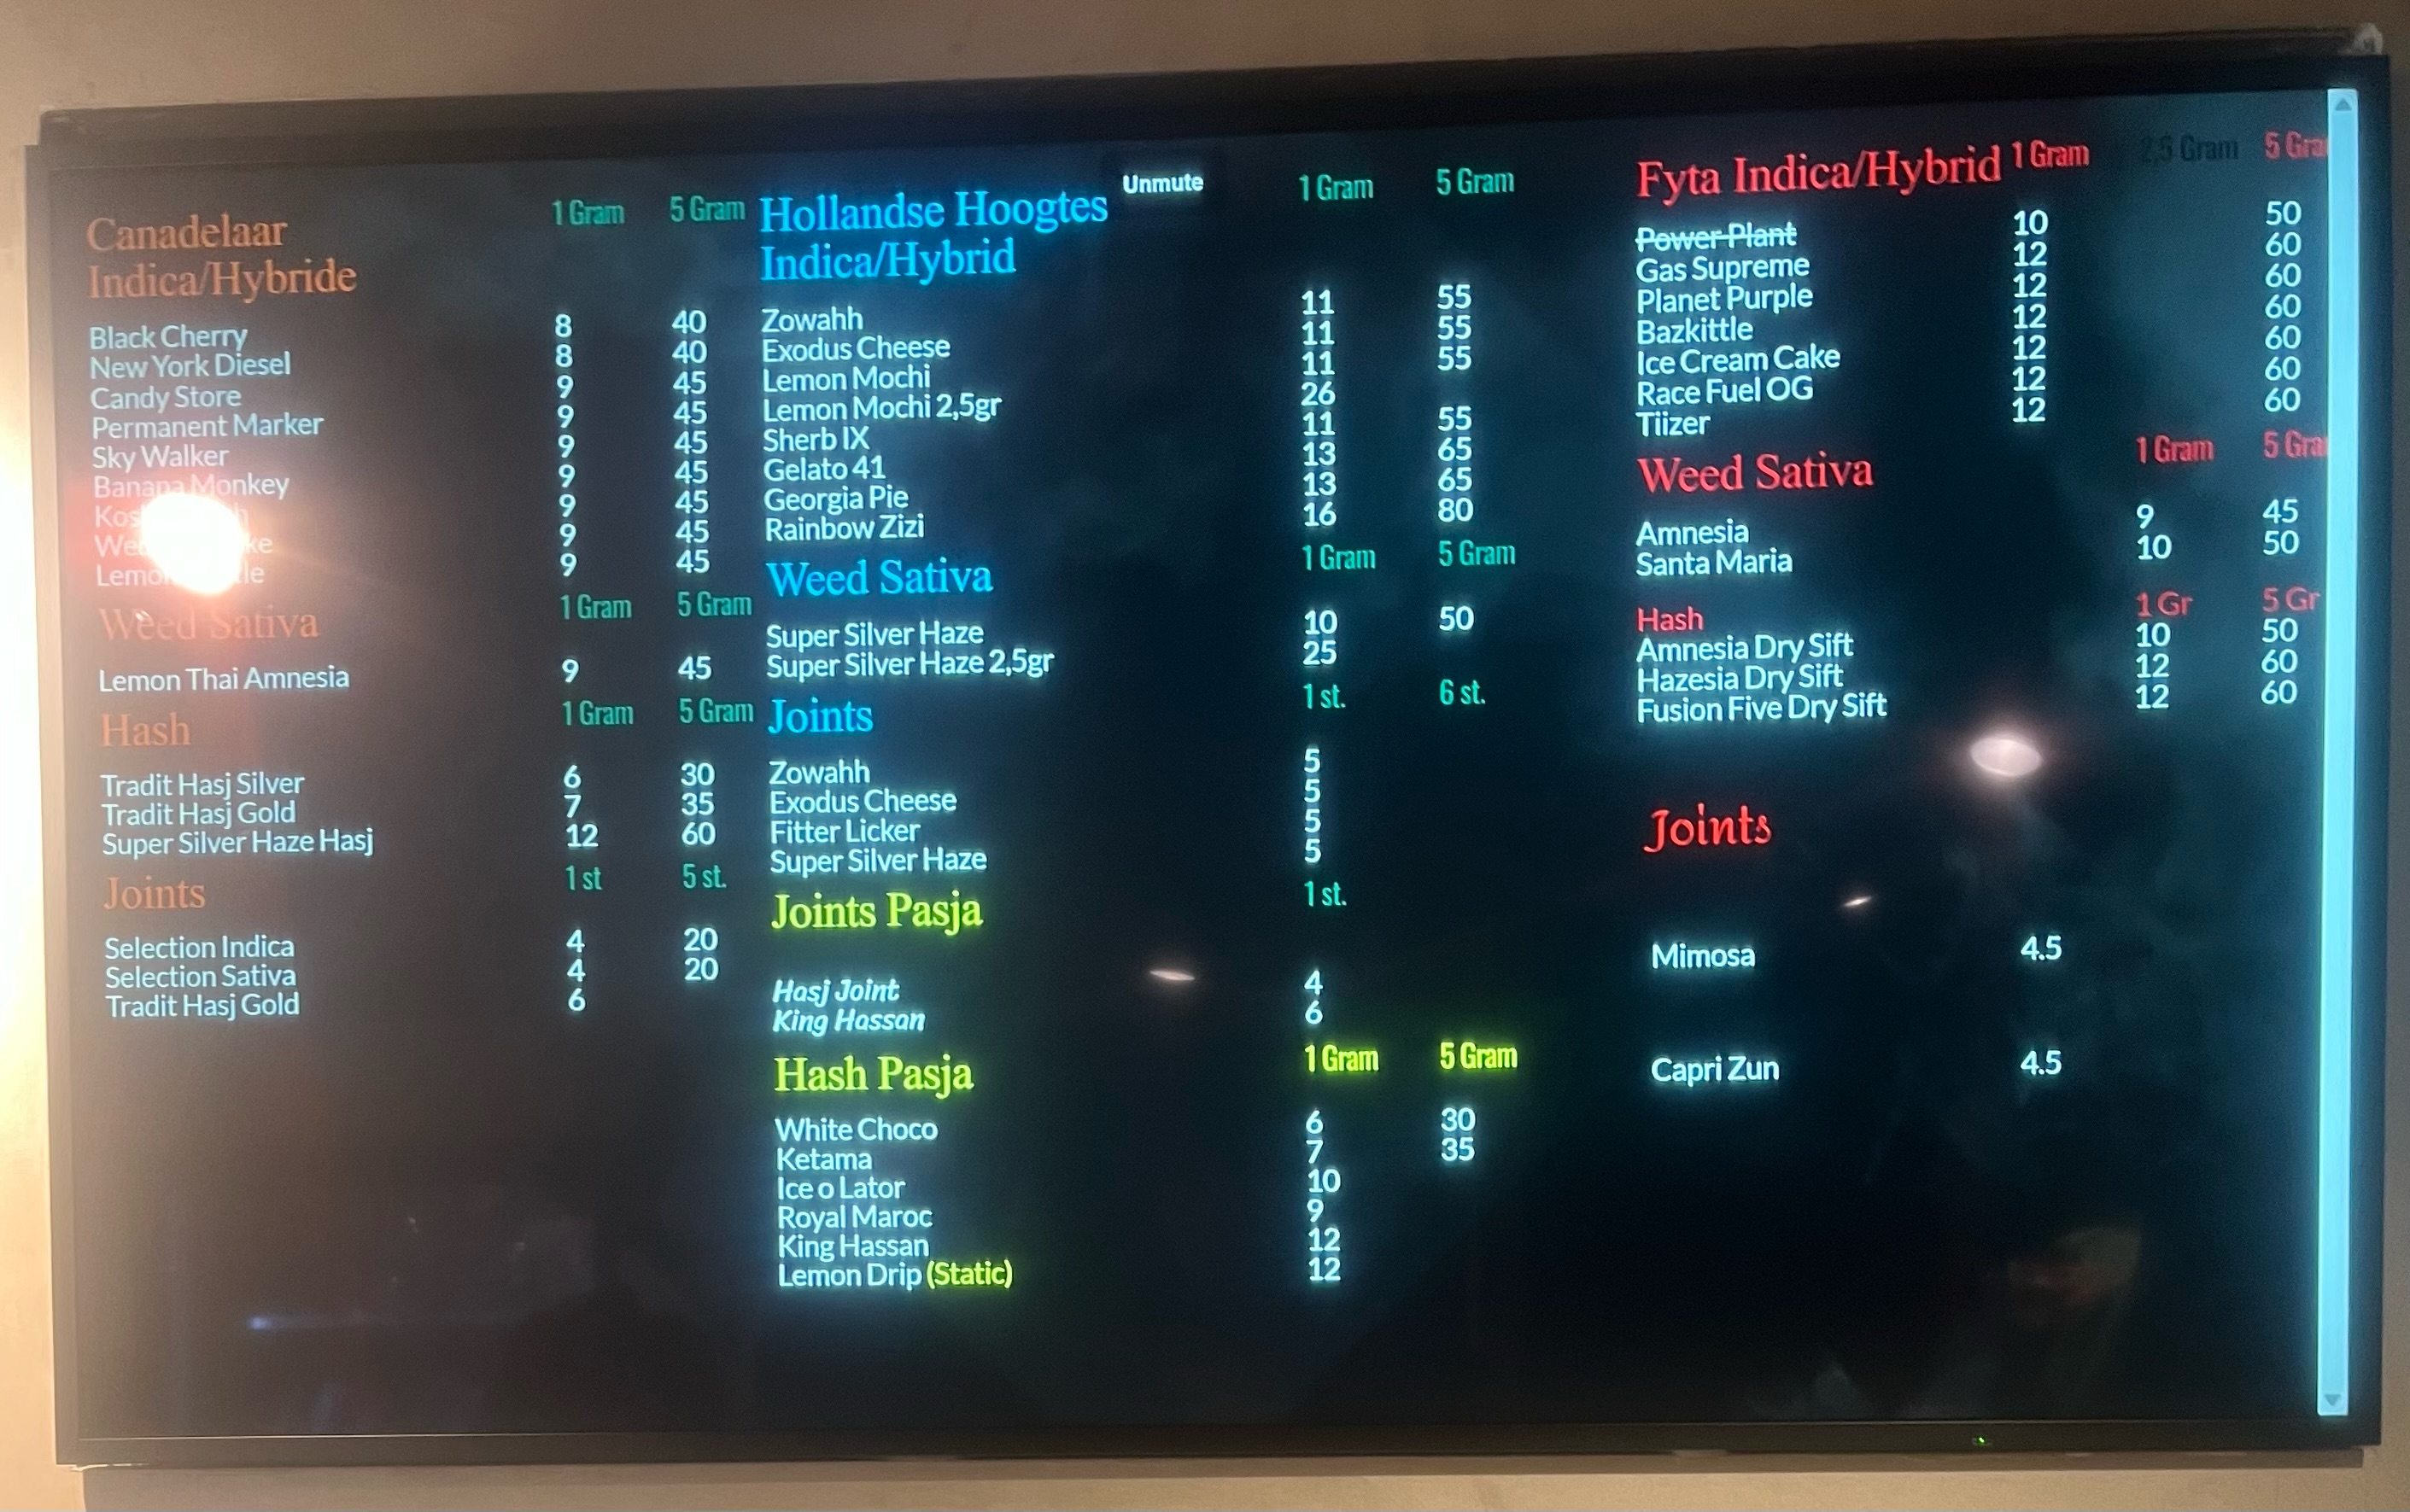 Canadelaar 1 Gram 5 Gram
Indica/Hybride
Black Cherry 8 40
New York Diesel 8 40
Candy Store 9 45
Permanent Marker 9 45
Sky Walker 9 45
Banana Monkey 9 45
9 45
9 45
Lemon 9 45
Weed Sativa 1 Gram 5 Gram
Lemon Thai Amnesia 9 45
Hash 1 Gram 5 Gram
Tradit Hasj Silver 6 30
Tradit Hasj Gold 7 35
Super Silver Haze Hasj 12 60
Joints 1 st 5 st.
Selection Indica 4 20
Selection Sativa 4 20
Tradit Hasj Gold 6
Unmute
Hollandse Hoogtes 1 Gram 5 Gram
Indica/Hybrid
Zowahh 11 55
Exodus Cheese 11 55
Lemon Mochi 11 55
Lemon Mochi 2,5gr 26
Sherb IX 11 55
Gelato 41 13 65
Georgia Pie 13 65
Rainbow Zizi 16 80
Weed Sativa 1 Gram 5 Gram
Super Silver Haze 10 50
Super Silver Haze 2,5gr 25
Joints 1 st. 6 st.
Zowahh 5
Exodus Cheese 5
Fitter Licker 5
Super Silver Haze 5
Joints Pasja 1 st.
Hasj Joint 4
King Hassan 6
Hash Pasja 1 Gram 5 Gram
White Choco 6 30
Ketama 7 35
Ice o Lator 10
Royal Maroc 9
King Hassan 12
Lemon Drip (Static) 12
Fyta Indica/Hybrid 1 Gram 2,5 Gram 5 Gra
Power Plant 10 50
Gas Supreme 12 60
Planet Purple 12 60
Bazkittle 12 60
Ice Cream Cake 12 60
Race Fuel OG 12 60
Tiizer 12 60
Weed Sativa 1 Gram 5 Gra
Amnesia 9 45
Santa Maria 10 50
Hash 1 Gr 5 Gr
Amnesia Dry Sift 10 50
Hazesia Dry Sift 12 60
Fusion Five Dry Sift 12 60
Joints
Mimosa 4.5
Capri Zun 4.5